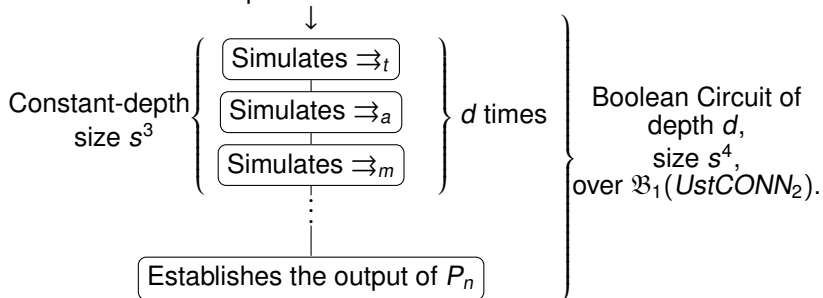 Simulates ⇉t
Simulates ⇉a
Simulates ⇉m
Constant-depth
size s³
d times
Boolean Circuit of
depth d,
size s⁴,
over 𝔅₁(UstCONN₂).
Establishes the output of Pn